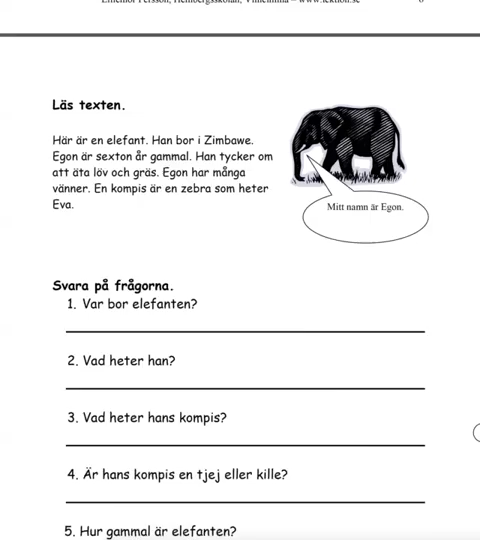 Läs texten.
Här är en elefant. Han bor i Zimbawe.
Egon är sexton år gammal. Han tycker om
att äta löv och gräs. Egon har många
vänner. En kompis är en zebra som heter
Eva.
Mitt namn är Egon.
Svara på frågorna.
1. Var bor elefanten?
2. Vad heter han?
3. Vad heter hans kompis?
4. Är hans kompis en tjej eller kille?
5. Hur gammal är elefanten?